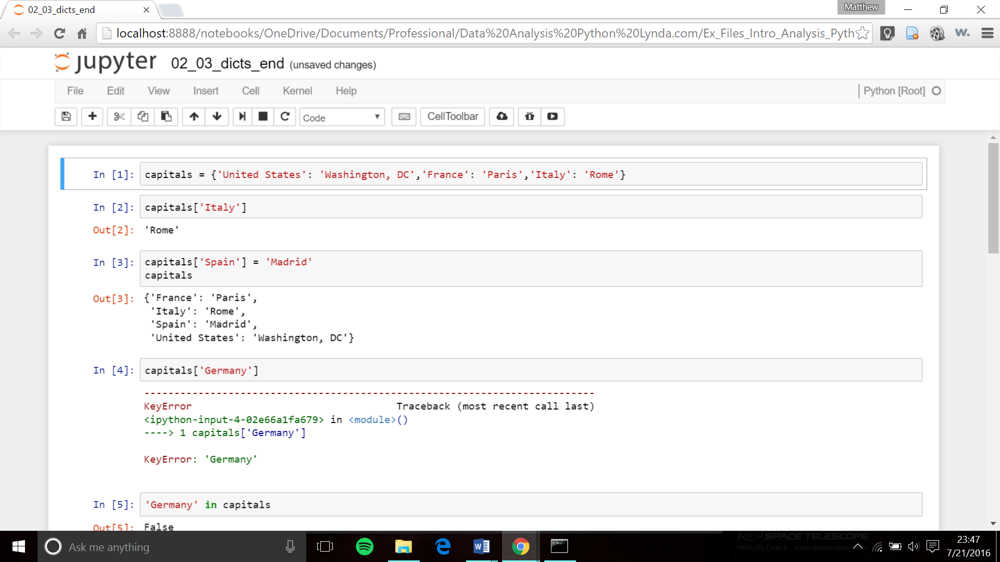 02_03_dicts_end
Matthew
localhost:8888/notebooks/OneDrive/Documents/Professional/Data%20Analysis%20Python%20Lynda.com/Ex_Files_Intro_Analysis_Pyth
w.
jupyter 02_03_dicts_end (unsaved changes)
File Edit View Insert Cell Kernel Help Python [Root]
Code CellToolbar
In [1]: capitals = {'United States': 'Washington, DC','France': 'Paris','Italy': 'Rome'}
In [2]: capitals['Italy']
Out[2]: 'Rome'
In [3]: capitals['Spain'] = 'Madrid'
capitals
Out[3]: {'France': 'Paris',
'Italy': 'Rome',
'Spain': 'Madrid',
'United States': 'Washington, DC'}
In [4]: capitals['Germany']
---------------------------------------------------------------------------
KeyError Traceback (most recent call last)
<ipython-input-4-02e66a1fa679> in <module>()
----> 1 capitals['Germany']
KeyError: 'Germany'
In [5]: 'Germany' in capitals
Out[5]: False
Ask me anything
SPACE TELESCOPE
NASA/JPL-Caltech
23:47
7/21/2016